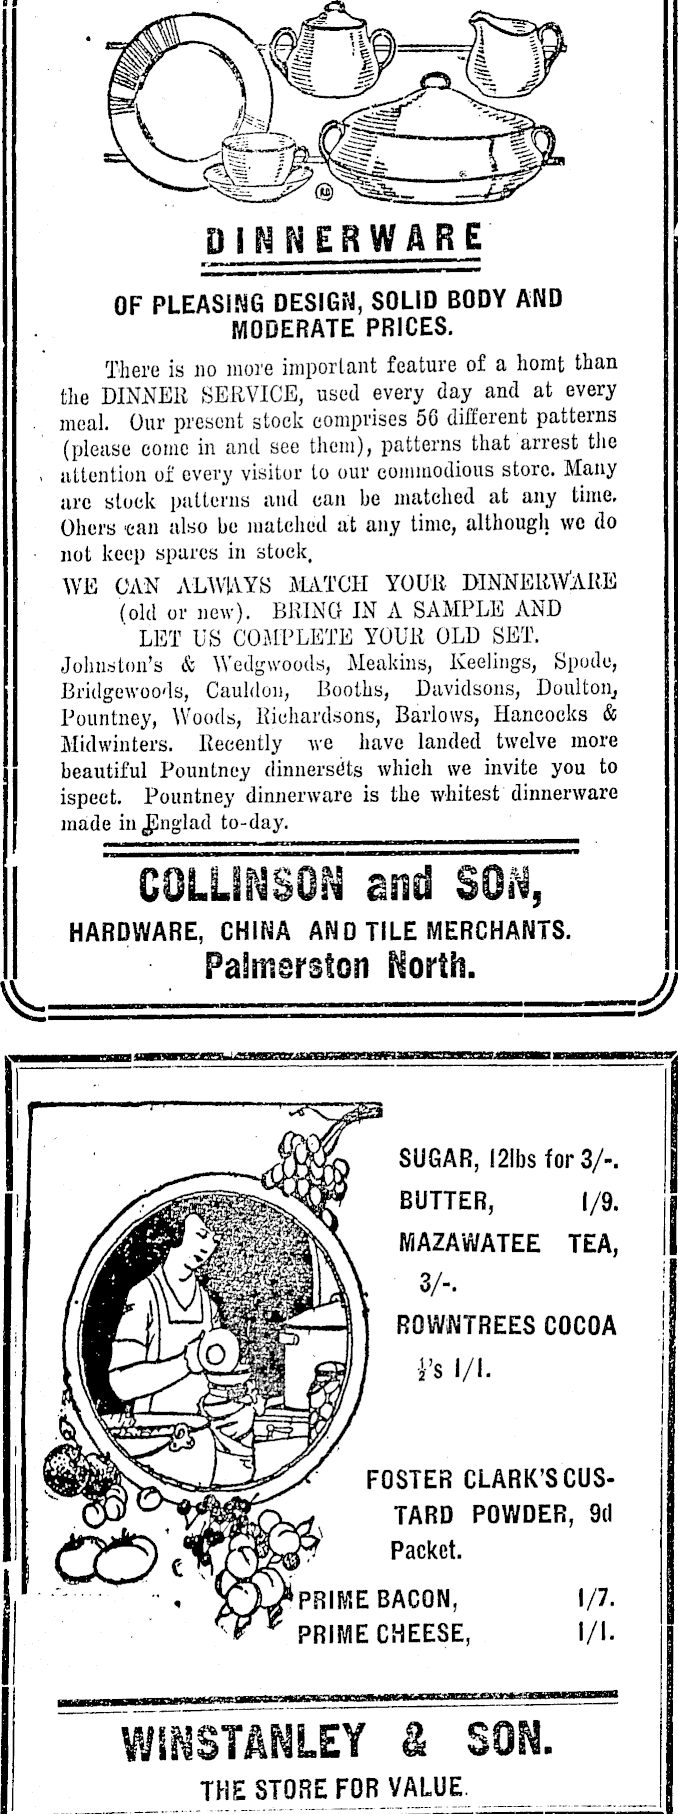 DINNERWARE
OF PLEASING DESIGN, SOLID BODY AND
MODERATE PRICES.
There is no more important feature of a homt than
the DINNER SERVICE, used every day and at every
meal. Our present stock comprises 56 different patterns
(please come in and see them), patterns that arrest the
attention of every visitor to our commodious store. Many
are stock patterns and can be matched at any time.
Ohers can also be matched at any time, although we do
not keep spares in stock.
WE CAN ALWAYS MATCH YOUR DINNERWARE
(old or new). BRING IN A SAMPLE AND
LET US COMPLETE YOUR OLD SET.
Johnston's & Wedgwoods, Meakins, Keelings, Spode,
Bridgewoods, Cauldon, Booths, Davidsons, Doulton,
Pountney, Woods, Richardsons, Barlows, Hancocks &
Midwinters. Recently we have landed twelve more
beautiful Pountney dinnersets which we invite you to
ispect. Pountney dinnerware is the whitest dinnerware
made in Englad to-day.
COLLINSON and SON,
HARDWARE, CHINA AND TILE MERCHANTS.
Palmerston North.
SUGAR, 12lbs for 3/-.
BUTTER, 1/9.
MAZAWATEE TEA,
3/-.
ROWNTREES COCOA
½'s 1/1.
FOSTER CLARK'S CUS-
TARD POWDER, 9d
Packet.
PRIME BACON, 1/7.
PRIME CHEESE, 1/1.
WINSTANLEY & SON.
THE STORE FOR VALUE.